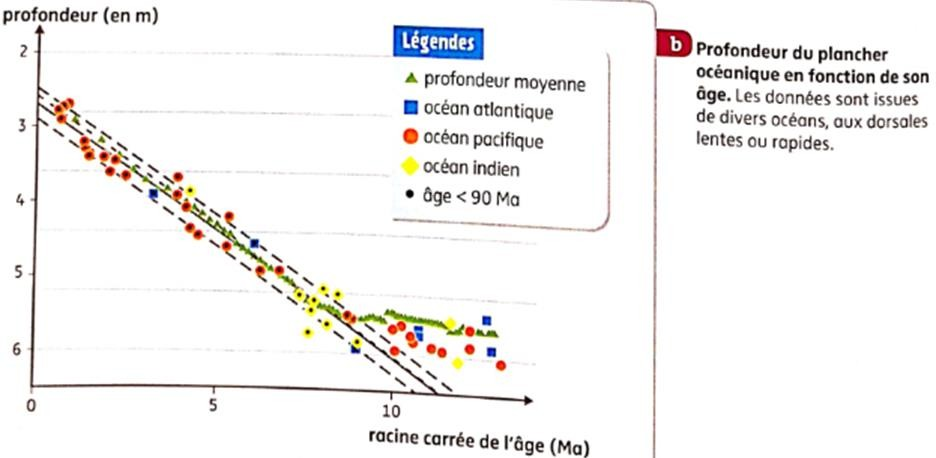 profondeur (en m)
2
3
4
5
6
0
5
10
racine carrée de l'âge (Ma)
Légendes
profondeur moyenne
océan atlantique
océan pacifique
océan indien
âge < 90 Ma
b
Profondeur du plancher
océanique en fonction de son
âge. Les données sont issues
de divers océans, aux dorsales
lentes ou rapides.